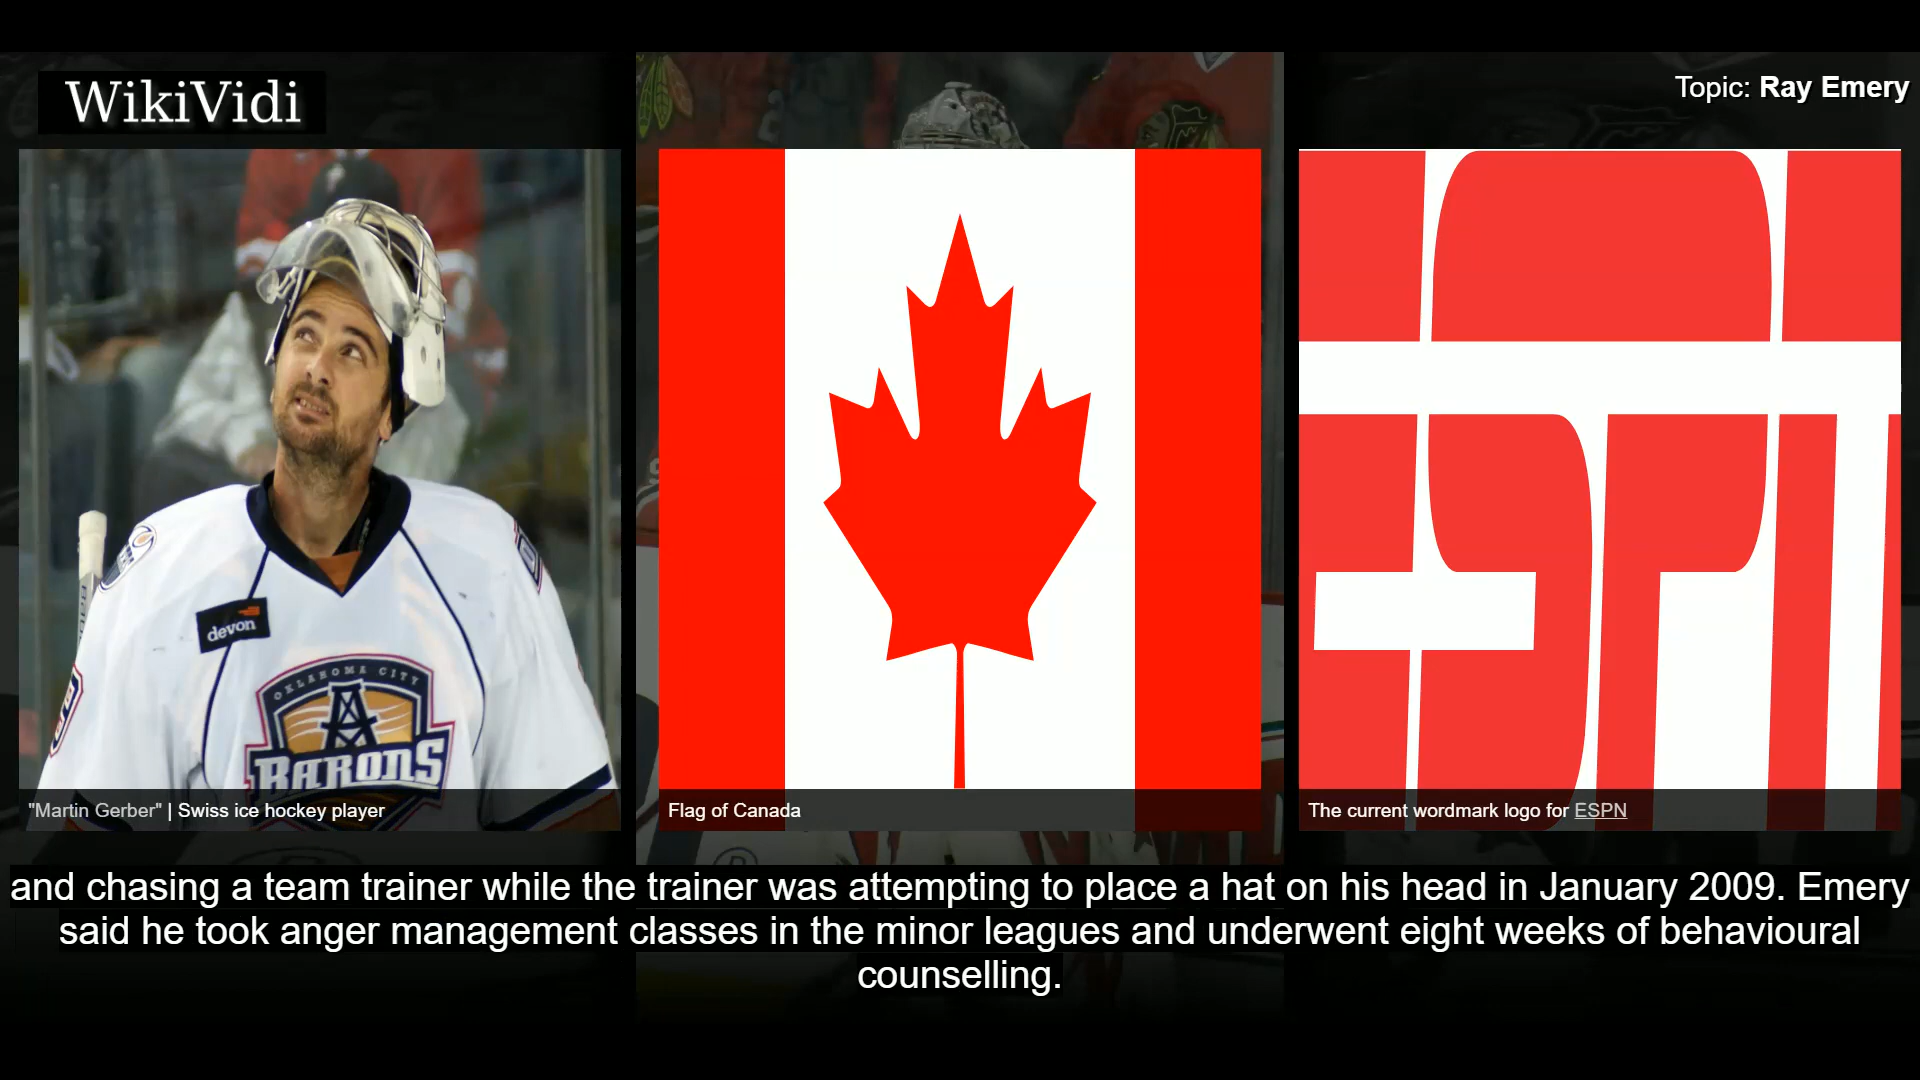 WikiVidi
Topic: Ray Emery
devon
OKLAHOMA CITY
BARONS
"Martin Gerber" | Swiss ice hockey player
Flag of Canada
ESPN
The current wordmark logo for ESPN
and chasing a team trainer while the trainer was attempting to place a hat on his head in January 2009. Emery
said he took anger management classes in the minor leagues and underwent eight weeks of behavioural
counselling.